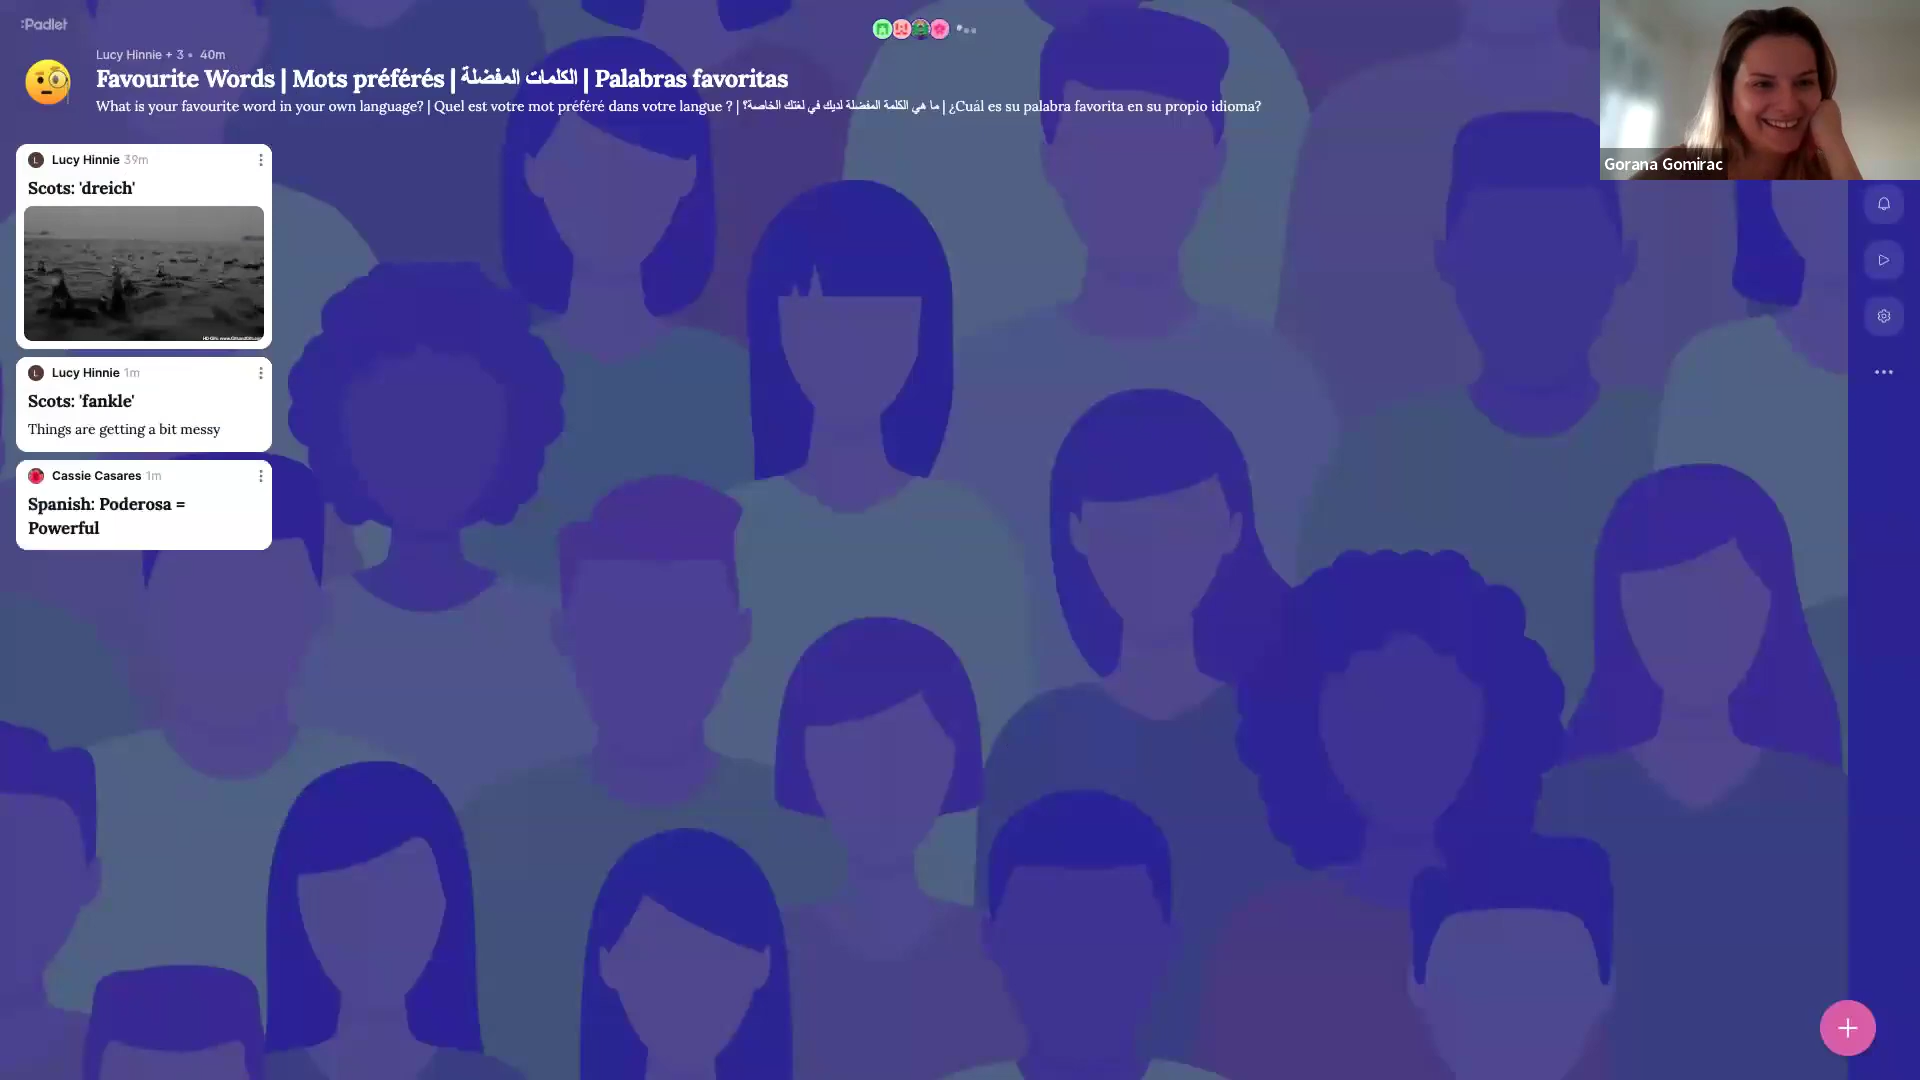 :Padlet
Lucy Hinnie + 3 • 40m
Favourite Words | Mots préférés | الكلمات المفضلة | Palabras favoritas
What is your favourite word in your own language? | Quel est votre mot préféré dans votre langue ? | ما هي الكلمة المفضلة لديك في لغتك الخاصة؟ | ¿Cuál es su palabra favorita en su propio idioma?
Gorana Gomirac
L Lucy Hinnie 39m
Scots: 'dreich'
L Lucy Hinnie 1m
Scots: 'fankle'
Things are getting a bit messy
Cassie Casares 1m
Spanish: Poderosa =
Powerful